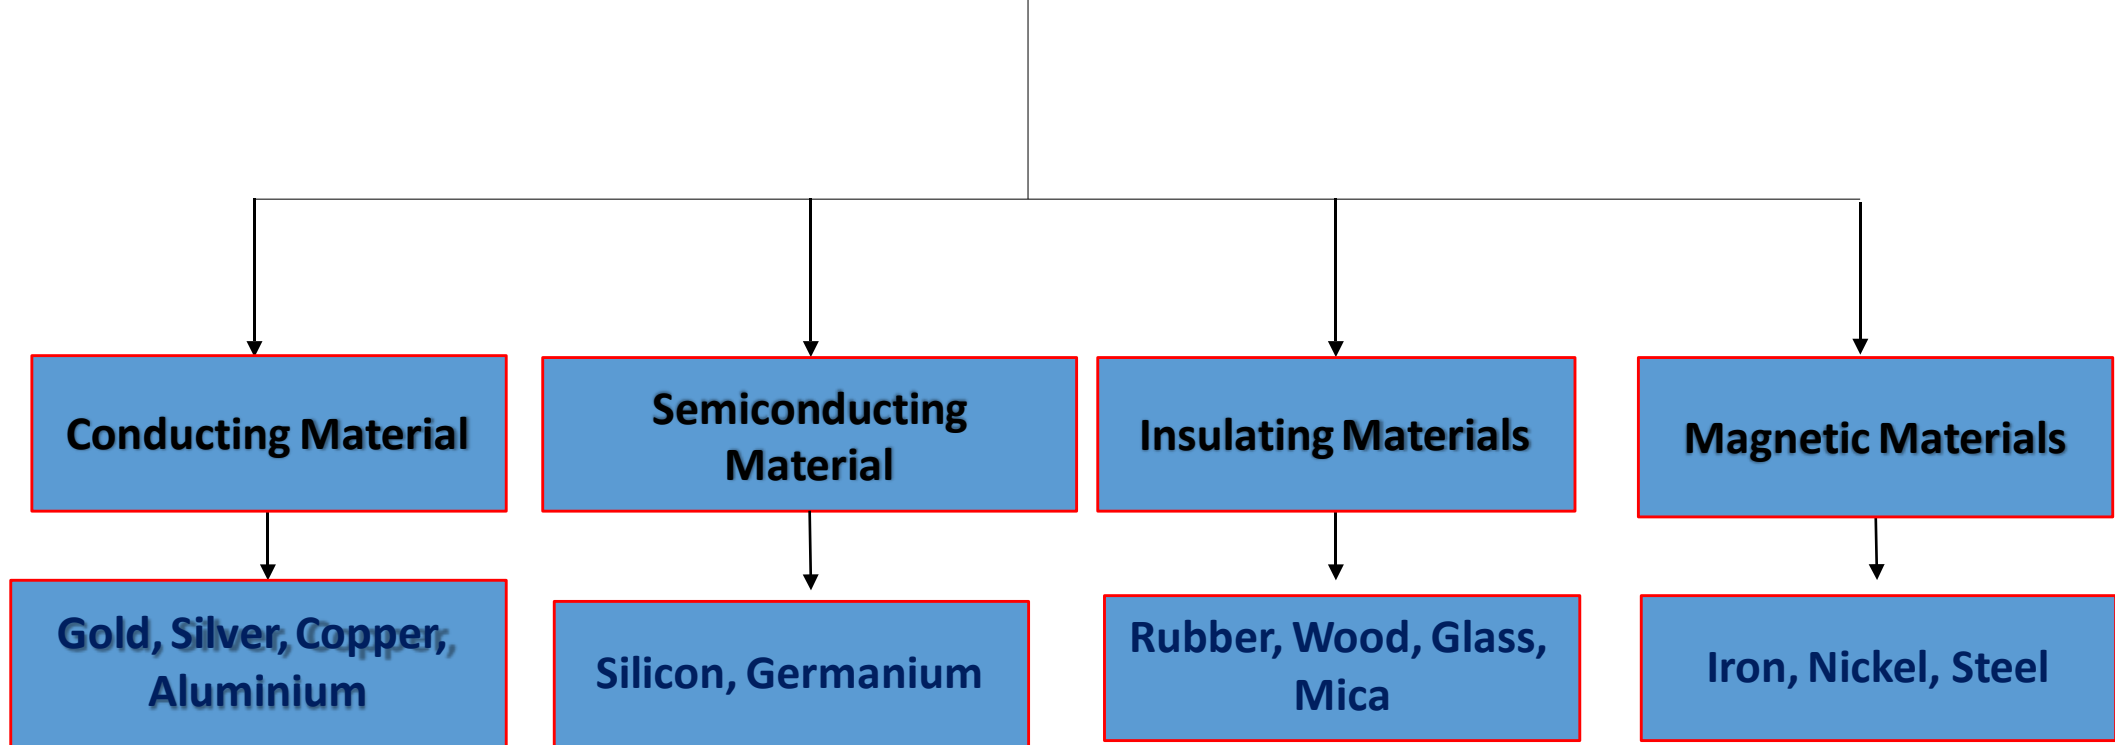 Conducting Material
Semiconducting
Material
Insulating Materials
Magnetic Materials
Gold, Silver, Copper,
Aluminium
Silicon, Germanium
Rubber, Wood, Glass,
Mica
Iron, Nickel, Steel